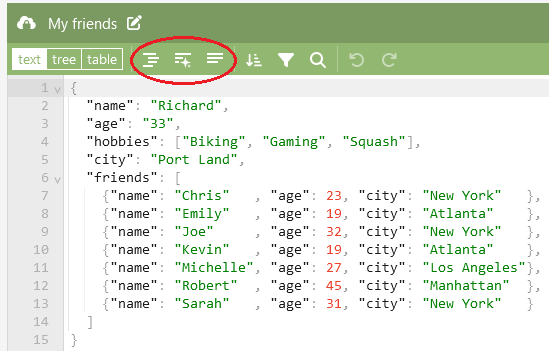 My friends
text tree table
1 {
2   "name": "Richard",
3   "age": "33",
4   "hobbies": ["Biking", "Gaming", "Squash"],
5   "city": "Port Land",
6   "friends": [
7     {"name": "Chris"   , "age": 23, "city": "New York"   },
8     {"name": "Emily"   , "age": 19, "city": "Atlanta"    },
9     {"name": "Joe"     , "age": 32, "city": "New York"   },
10     {"name": "Kevin"   , "age": 19, "city": "Atlanta"    },
11     {"name": "Michelle", "age": 27, "city": "Los Angeles"},
12     {"name": "Robert"  , "age": 45, "city": "Manhattan"  },
13     {"name": "Sarah"   , "age": 31, "city": "New York"   }
14   ]
15 }